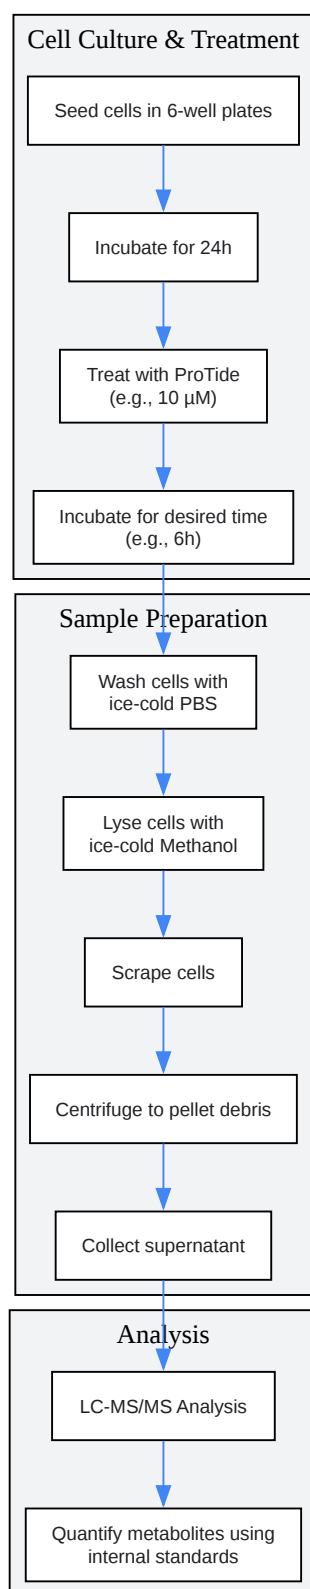 Cell Culture & Treatment
Seed cells in 6-well plates
Incubate for 24h
Treat with ProTide
(e.g., 10 µM)
Incubate for desired time
(e.g., 6h)
Sample Preparation
Wash cells with
ice-cold PBS
Lyse cells with
ice-cold Methanol
Scrape cells
Centrifuge to pellet debris
Collect supernatant
Analysis
LC-MS/MS Analysis
Quantify metabolites using
internal standards